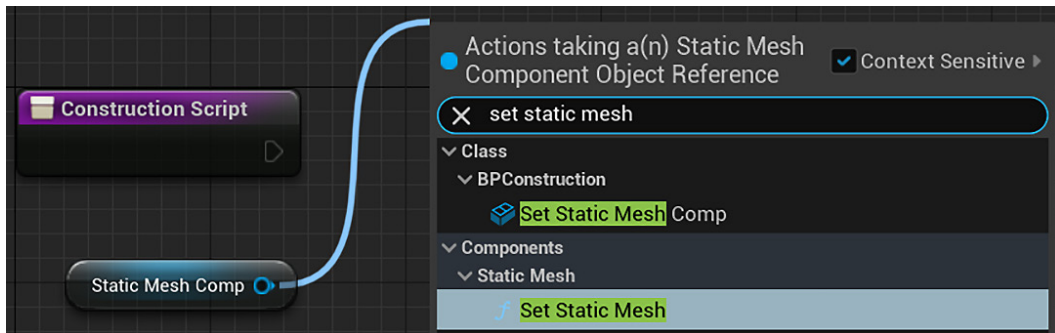 Actions taking a(n) Static Mesh
Component Object Reference
Context Sensitive
set static mesh
Construction Script
Class
BPConstruction
Set Static Mesh Comp
Components
Static Mesh Comp
Static Mesh
Set Static Mesh